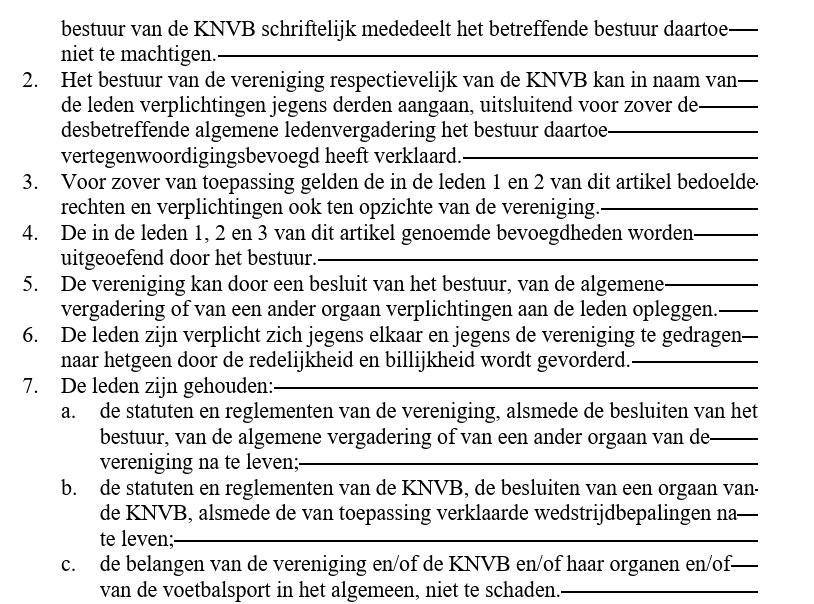 bestuur van de KNVB schriftelijk mededeelt het betreffende bestuur daartoe
niet te machtigen.
2. Het bestuur van de vereniging respectievelijk van de KNVB kan in naam van
de leden verplichtingen jegens derden aangaan, uitsluitend voor zover de
desbetreffende algemene ledenvergadering het bestuur daartoe
vertegenwoordigingsbevoegd heeft verklaard.
3. Voor zover van toepassing gelden de in de leden 1 en 2 van dit artikel bedoelde
rechten en verplichtingen ook ten opzichte van de vereniging.
4. De in de leden 1, 2 en 3 van dit artikel genoemde bevoegdheden worden
uitgeoefend door het bestuur.
5. De vereniging kan door een besluit van het bestuur, van de algemene
vergadering of van een ander orgaan verplichtingen aan de leden opleggen.
6. De leden zijn verplicht zich jegens elkaar en jegens de vereniging te gedragen
naar hetgeen door de redelijkheid en billijkheid wordt gevorderd.
7. De leden zijn gehouden:
a. de statuten en reglementen van de vereniging, alsmede de besluiten van het
bestuur, van de algemene vergadering of van een ander orgaan van de
vereniging na te leven;
b. de statuten en reglementen van de KNVB, de besluiten van een orgaan van
de KNVB, alsmede de van toepassing verklaarde wedstrijdbepalingen na
te leven;
c. de belangen van de vereniging en/of de KNVB en/of haar organen en/of
van de voetbalsport in het algemeen, niet te schaden.